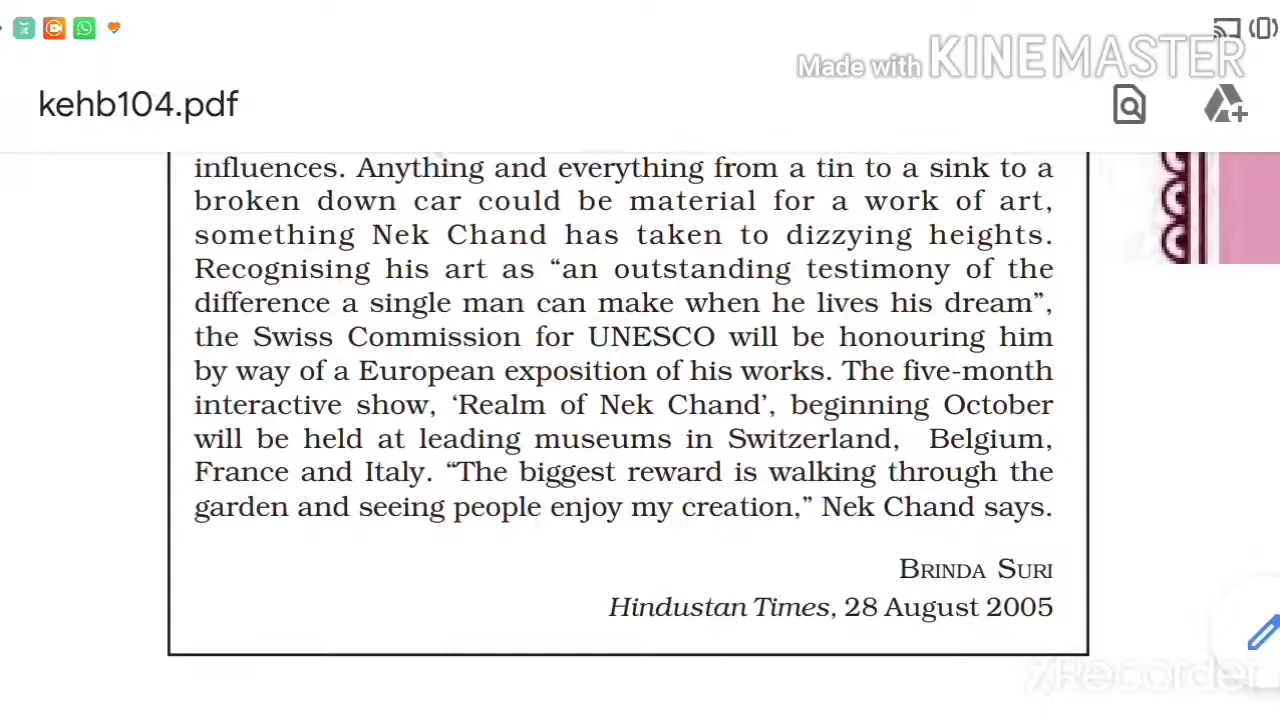 Made with KINEMASTER
kehb104.pdf
influences. Anything and everything from a tin to a sink to a
broken down car could be material for a work of art,
something Nek Chand has taken to dizzying heights.
Recognising his art as “an outstanding testimony of the
difference a single man can make when he lives his dream”,
the Swiss Commission for UNESCO will be honouring him
by way of a European exposition of his works. The five-month
interactive show, ‘Realm of Nek Chand’, beginning October
will be held at leading museums in Switzerland, Belgium,
France and Italy. “The biggest reward is walking through the
garden and seeing people enjoy my creation,” Nek Chand says.
BRINDA SURI
Hindustan Times, 28 August 2005
XRecorder